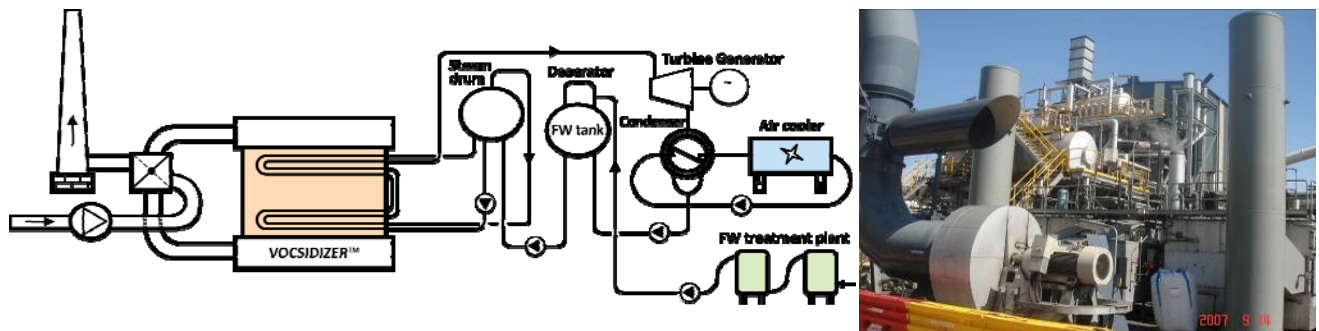 Steam
drum
Deaerator
FW tank
Turbine Generator
~
Condenser
Air cooler
VOCSIDIZER™
FW treatment plant
2007 9 14